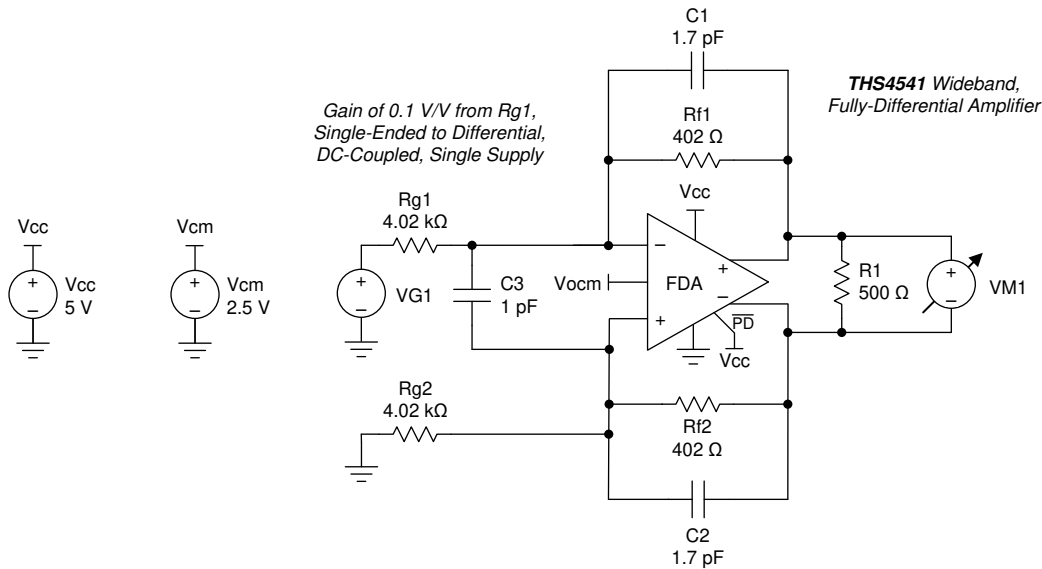 C1
1.7 pF
THS4541 Wideband,
Fully-Differential Amplifier
Gain of 0.1 V/V from Rg1,
Single-Ended to Differential,
DC-Coupled, Single Supply
Rf1
402 Ω
Vcc
Rg1
4.02 kΩ
Vcc
Vcc
5 V
Vcm
Vcm
2.5 V
VG1
C3
1 pF
Vocm
FDA
PD
Vcc
R1
500 Ω
VM1
Rg2
4.02 kΩ
Rf2
402 Ω
C2
1.7 pF